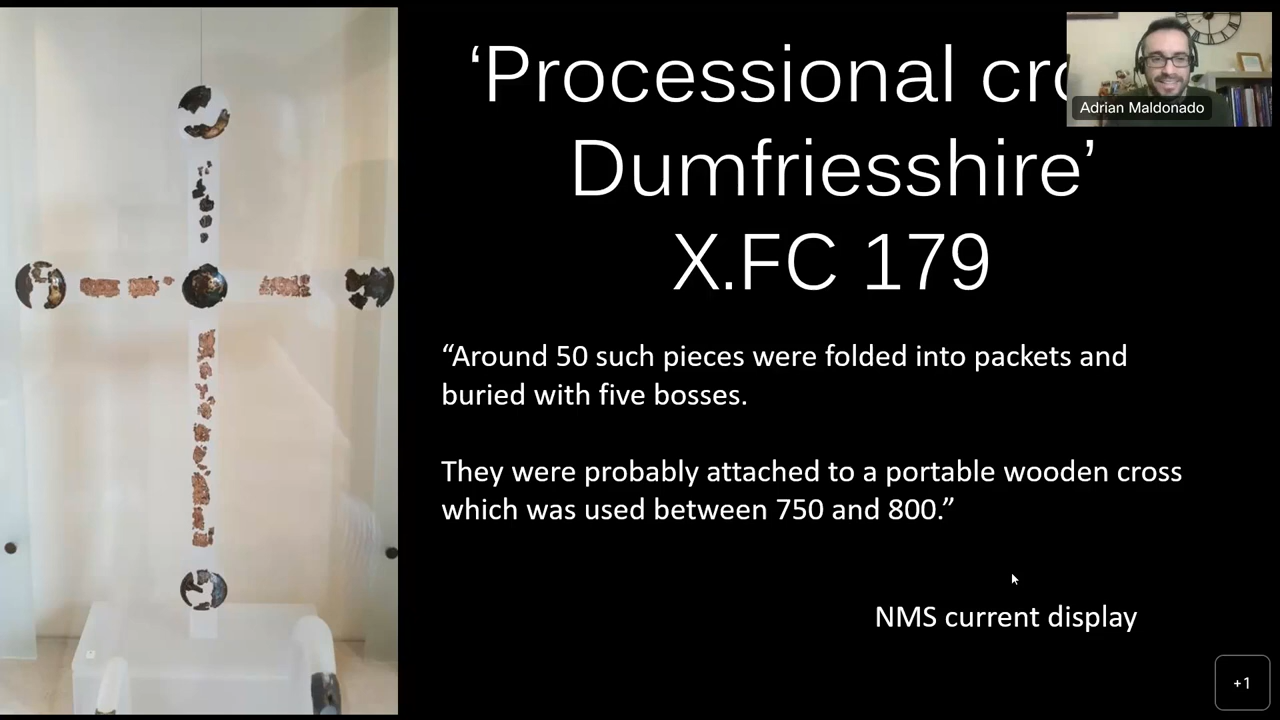 ‘Processional cro
Dumfriesshire’
X.FC 179
Adrian Maldonado
“Around 50 such pieces were folded into packets and
buried with five bosses.
They were probably attached to a portable wooden cross
which was used between 750 and 800.”
NMS current display
+1